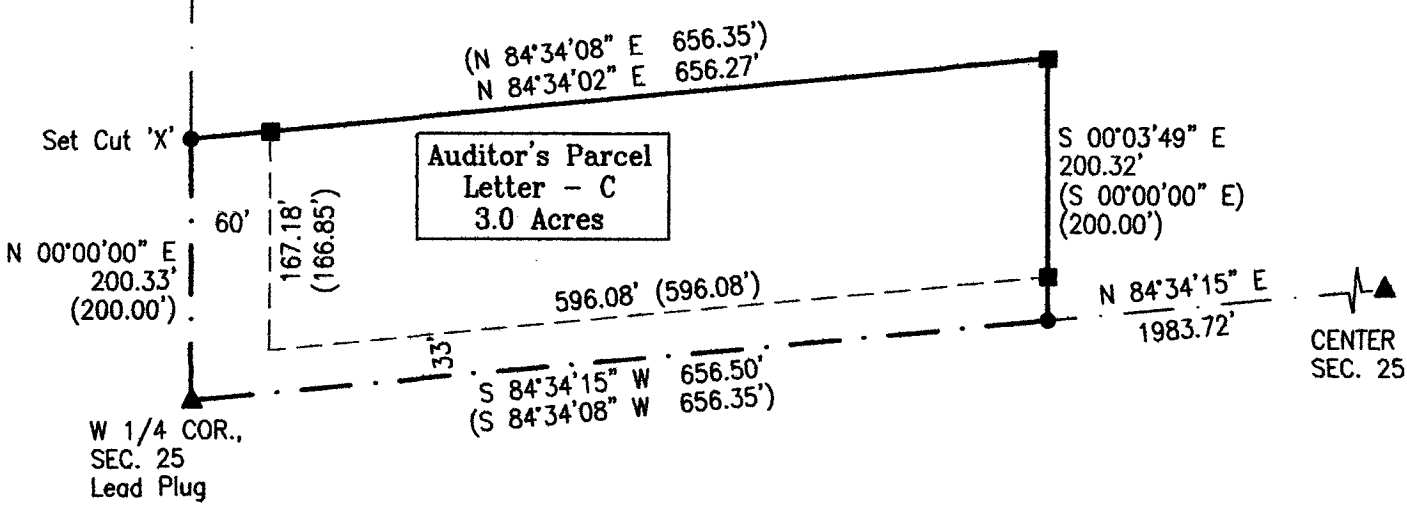 (N 84°34'08" E 656.35')
N 84°34'02" E 656.27'
Set Cut 'X'
Auditor's Parcel
Letter - C
3.0 Acres
S 00°03'49" E
200.32'
(S 00°00'00" E)
(200.00')
60'
167.18'
(166.85')
N 00°00'00" E
200.33'
(200.00')
596.08' (596.08')
N 84°34'15" E
1983.72'
CENTER
SEC. 25
33'
S 84°34'15" W 656.50'
(S 84°34'08" W 656.35')
W 1/4 COR.,
SEC. 25
Lead Plug